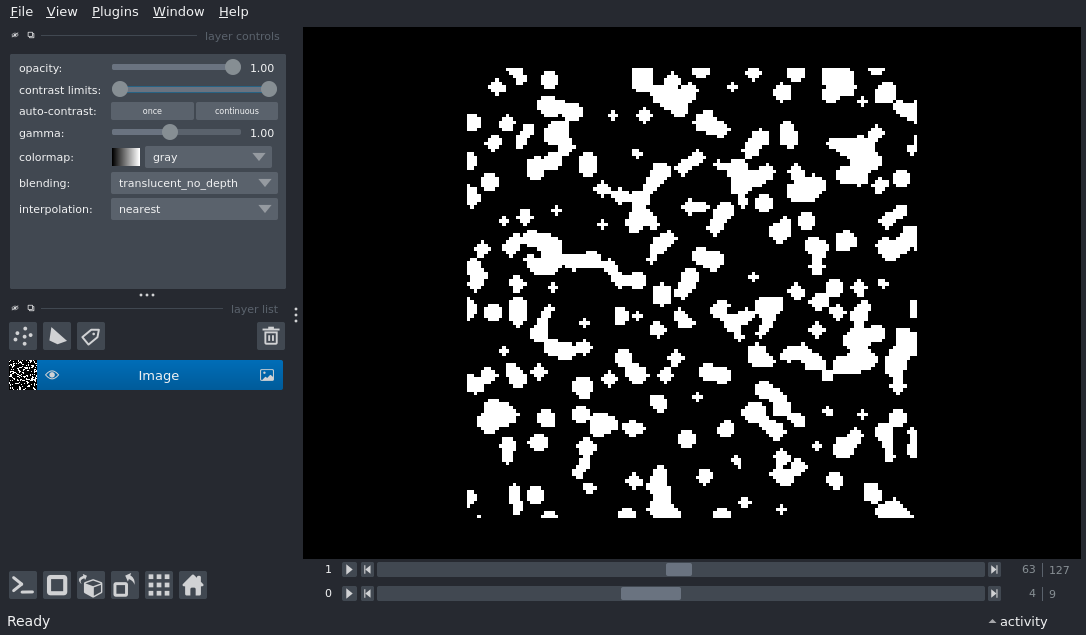 File View Plugins Window Help
layer controls
opacity: 1.00
contrast limits:
auto-contrast: once continuous
gamma: 1.00
colormap: gray
blending: translucent_no_depth
interpolation: nearest
layer list
Image
1 63 127
0 4 9
Ready activity